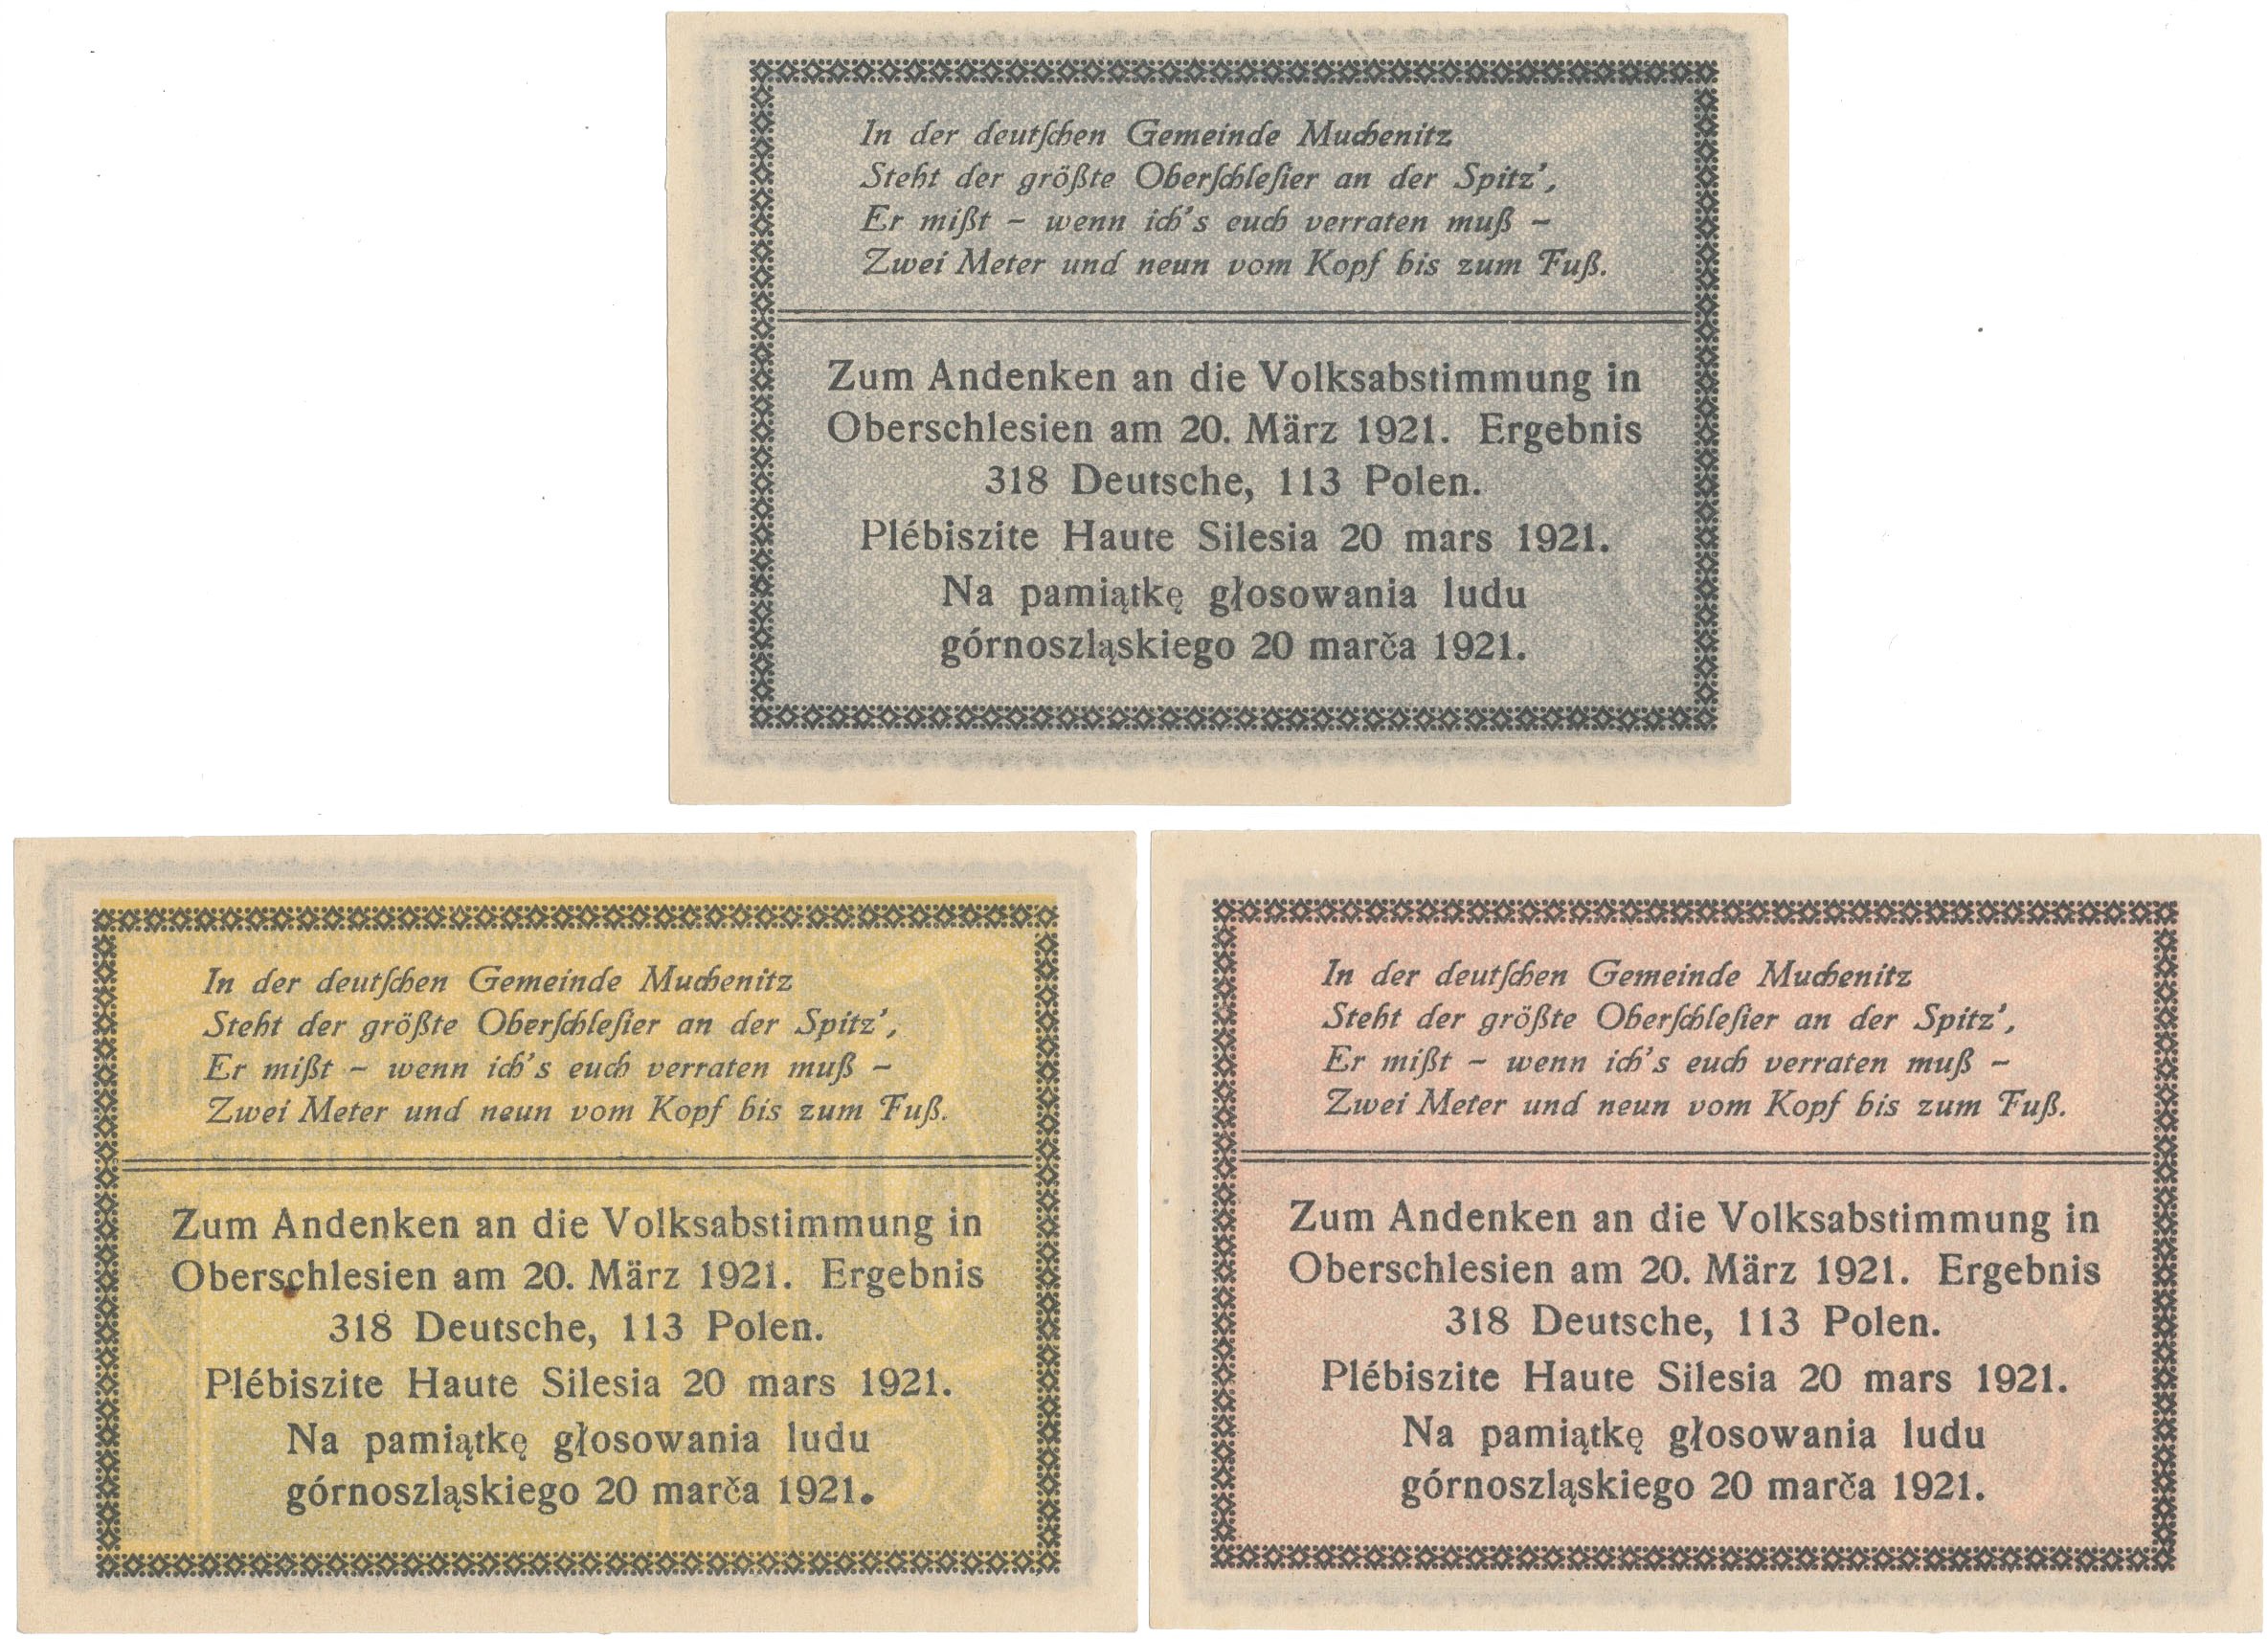 In der deutſchen Gemeinde Muchenitz
Steht der größte Oberſchleſier an der Spitz’,
Er mißt – wenn ich’s euch verraten muß –
Zwei Meter und neun vom Kopf bis zum Fuß.
Zum Andenken an die Volksabstimmung in
Oberschlesien am 20. März 1921. Ergebnis
318 Deutsche, 113 Polen.
Plébiszite Haute Silesia 20 mars 1921.
Na pamiątkę głosowania ludu
górnoszląskiego 20 marča 1921.
In der deutſchen Gemeinde Muchenitz
Steht der größte Oberſchleſier an der Spitz’,
Er mißt – wenn ich’s euch verraten muß –
Zwei Meter und neun vom Kopf bis zum Fuß.
Zum Andenken an die Volksabstimmung in
Oberschlesien am 20. März 1921. Ergebnis
318 Deutsche, 113 Polen.
Plébiszite Haute Silesia 20 mars 1921.
Na pamiątkę głosowania ludu
górnoszląskiego 20 marča 1921.
In der deutſchen Gemeinde Muchenitz
Steht der größte Oberſchleſier an der Spitz’,
Er mißt – wenn ich’s euch verraten muß –
Zwei Meter und neun vom Kopf bis zum Fuß.
Zum Andenken an die Volksabstimmung in
Oberschlesien am 20. März 1921. Ergebnis
318 Deutsche, 113 Polen.
Plébiszite Haute Silesia 20 mars 1921.
Na pamiątkę głosowania ludu
górnoszląskiego 20 marča 1921.